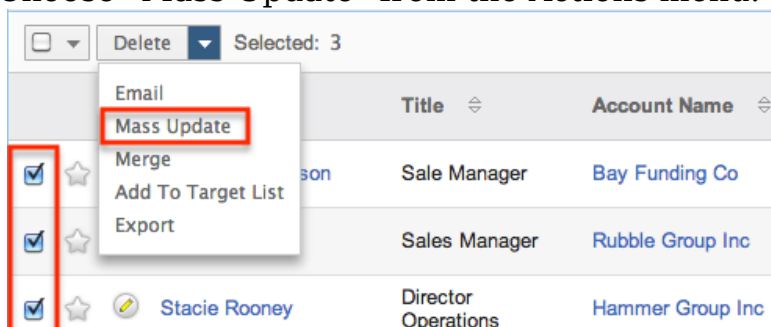 Choose "Mass Update" from the Actions menu.
Delete Selected: 3
Email
Mass Update
Merge
Add To Target List
Export
Title Account Name
son Sale Manager Bay Funding Co
Sales Manager Rubble Group Inc
Stacie Rooney Director Operations Hammer Group Inc